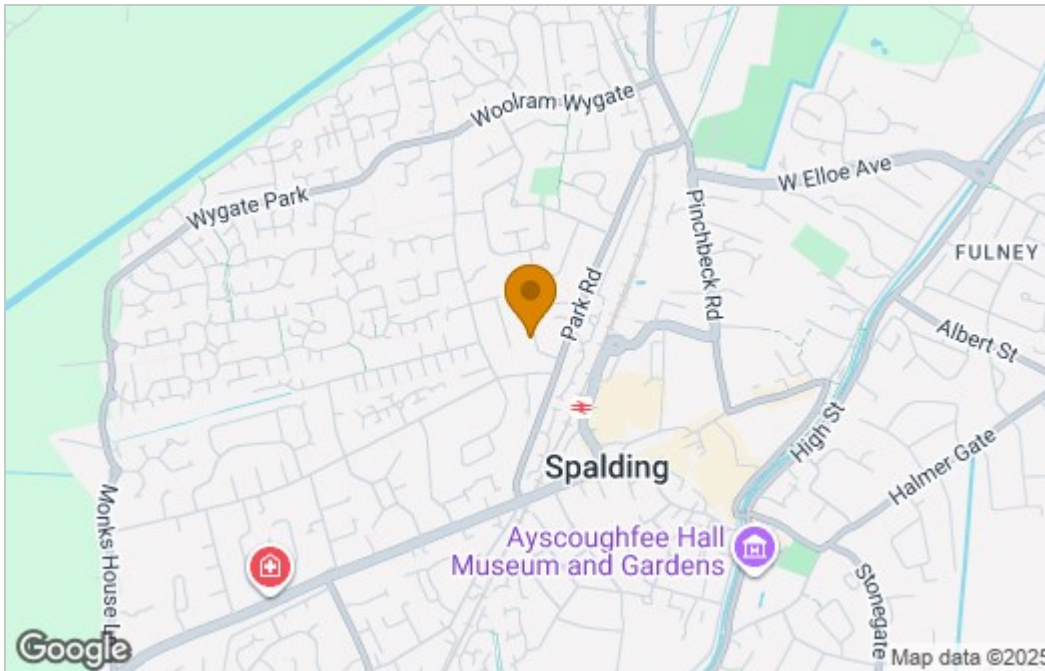 Woolram Wygate
Wygate Park
W Elloe Ave
Pinchbeck Rd
FULNEY
Park Rd
Albert St
High St
Halmer Gate
Spalding
Ayscoughfee Hall
Museum and Gardens
Monks House L
Stonegate
Google
Map data ©2025